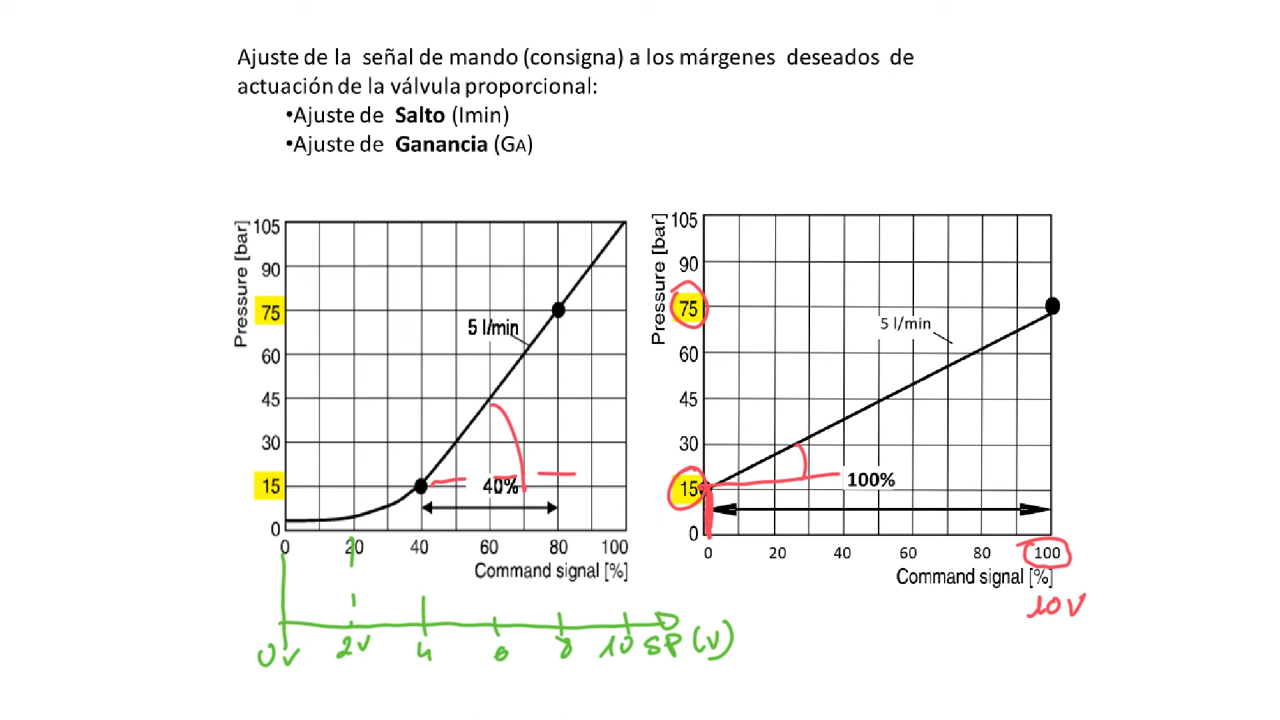 Ajuste de la señal de mando (consigna) a los márgenes deseados de
actuación de la válvula proporcional:
•Ajuste de Salto (Imin)
•Ajuste de Ganancia (GA)
Pressure [bar]
105
90
75
60
45
30
15
0
5 l/min
40%
0 20 40 60 80 100
Command signal [%]
0V 2V 4 6 8 10 SP (V)
Pressure [bar]
105
90
75
60
45
30
15
0
5 l/min
100%
0 20 40 60 80 100
Command signal [%]
10V